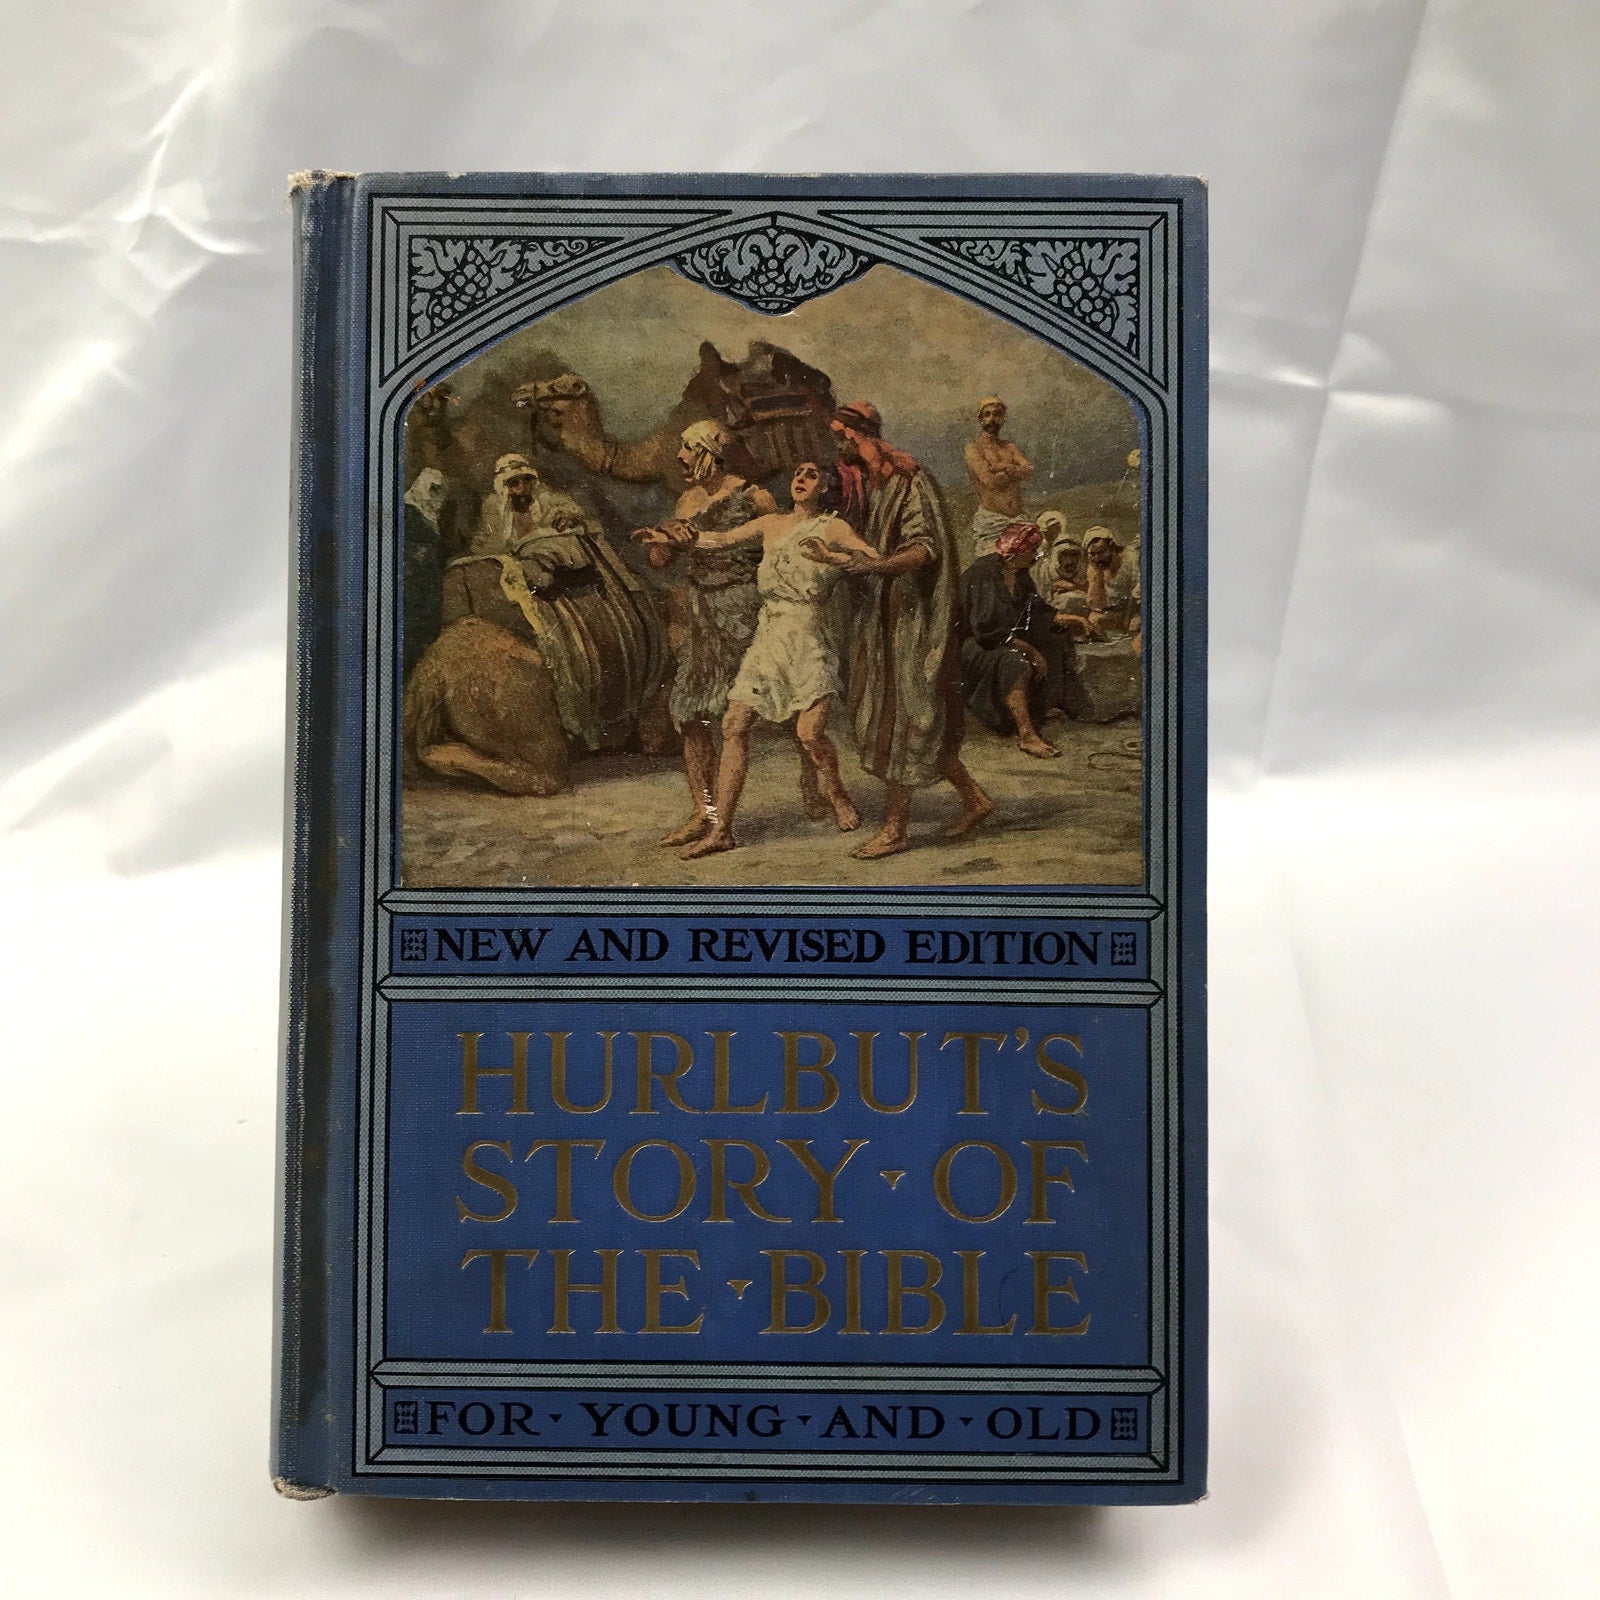 NEW AND REVISED EDITION
HURLBUT'S
STORY ▾ OF
THE ▾ BIBLE
FOR ▾ YOUNG ▾ AND ▾ OLD